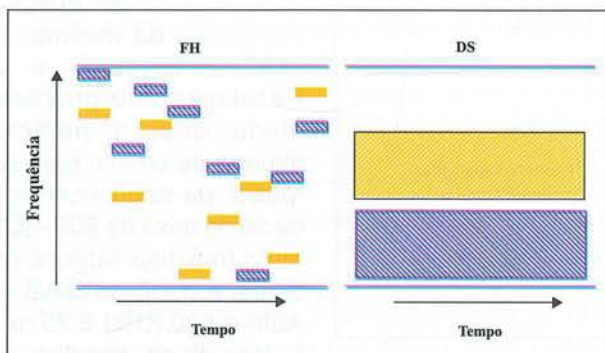 FH
DS
Frequência
Tempo
Tempo